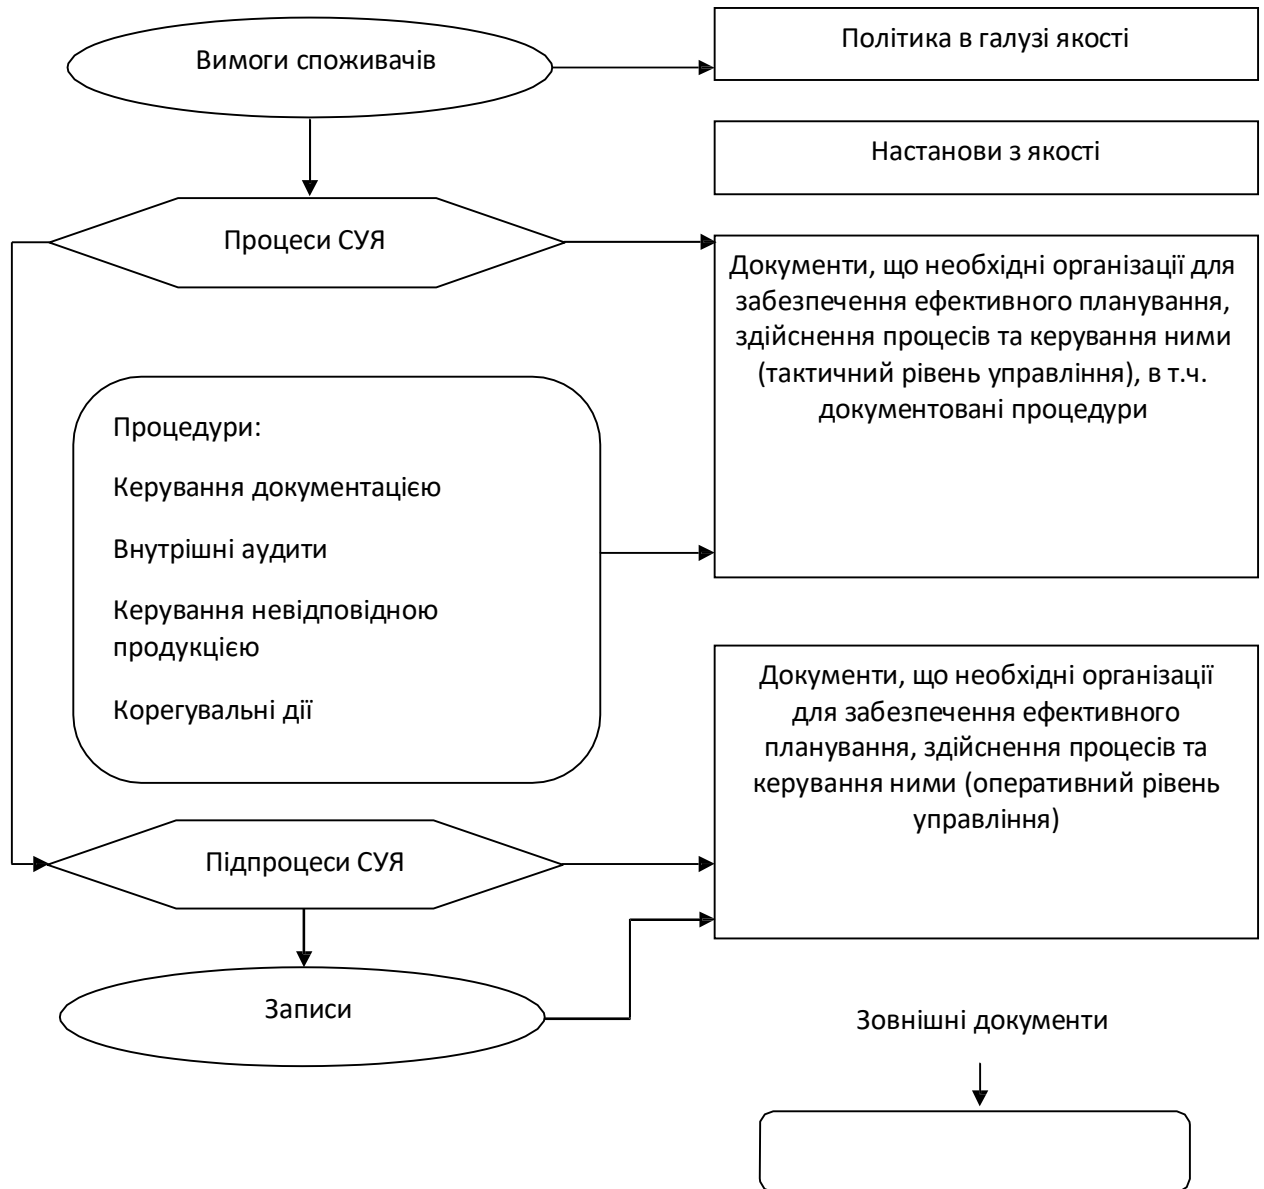 Вимоги споживачів
Політика в галузі якості
Настанови з якості
Процеси СУЯ
Документи, що необхідні організації для
забезпечення ефективного планування,
здійснення процесів та керування ними
(тактичний рівень управління), в т.ч.
документовані процедури
Процедури:
Керування документацією
Внутрішні аудити
Керування невідповідною
продукцією
Корегувальні дії
Документи, що необхідні організації
для забезпечення ефективного
планування, здійснення процесів та
керування ними (оперативний рівень
управління)
Підпроцеси СУЯ
Записи
Зовнішні документи